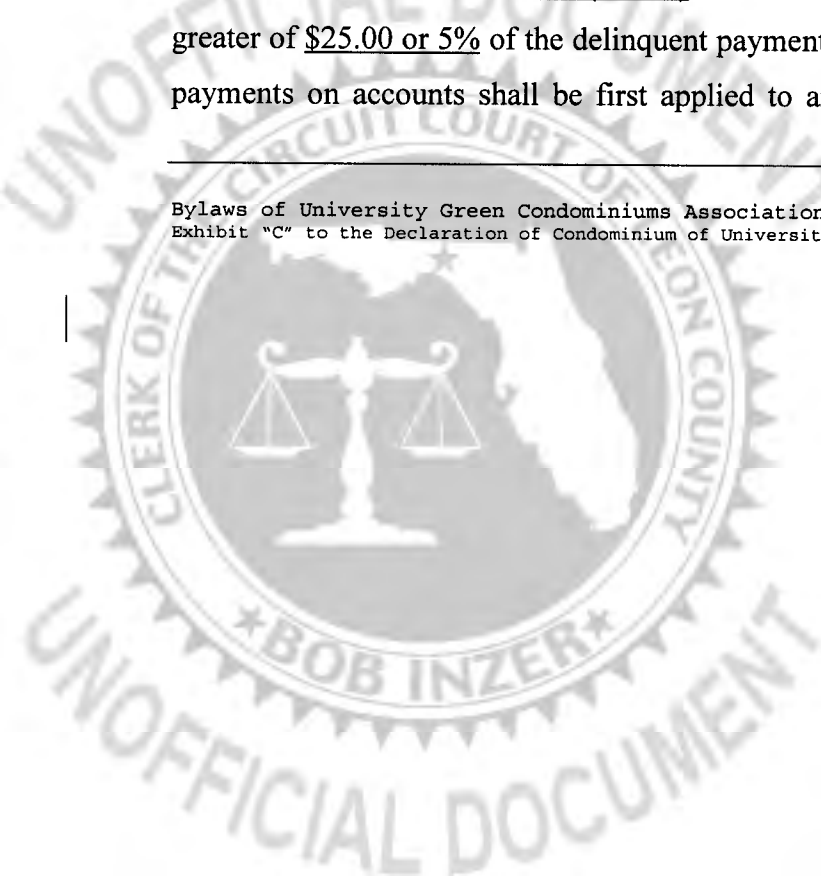 UNOFFICIAL DOCUMENT
greater of $25.00 or 5% of the delinquent payment
payments on accounts shall be first applied to
CLERK OF THE CIRCUIT COURT OF LEON COUNTY
Bylaws of University Green Condominiums Association
Exhibit "C" to the Declaration of Condominium of
★BOB INZER★
UNOFFICIAL DOCUMENT